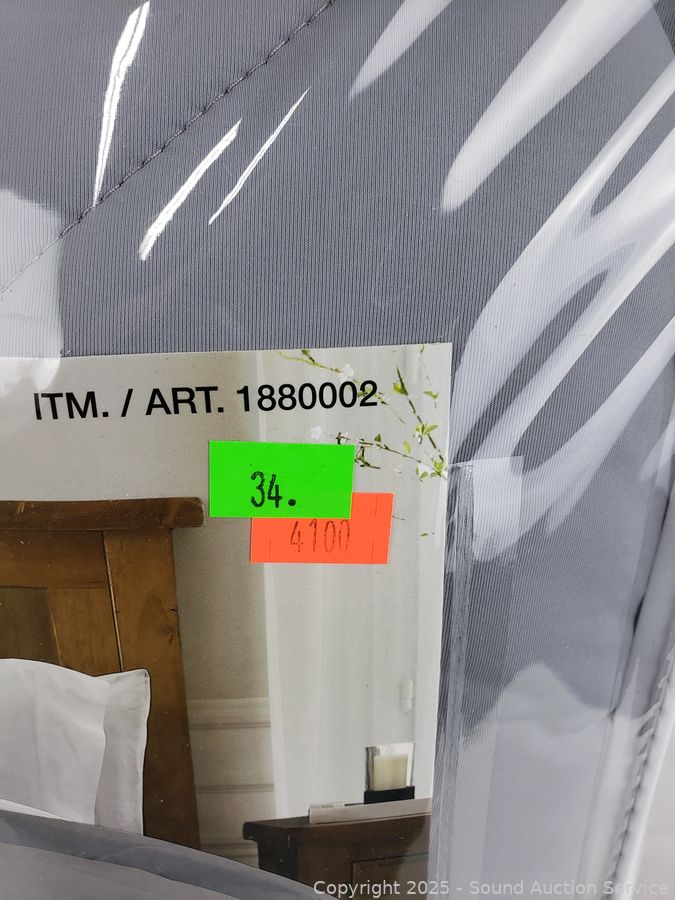 ITM. / ART. 1880002
34.
4100
Copyright 2025 - Sound Auction Service